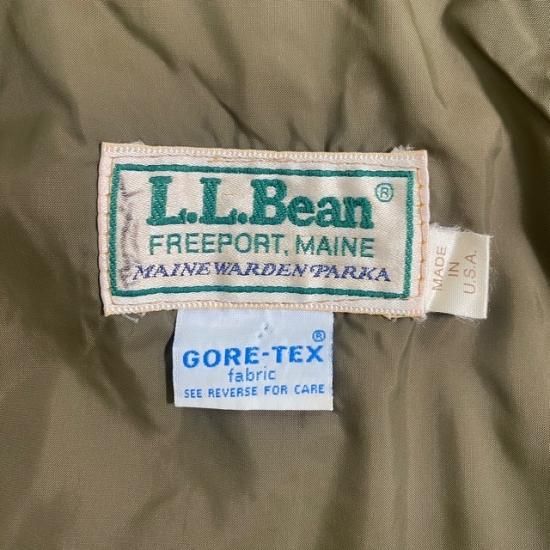 L.L.Bean®
FREEPORT, MAINE
MAINE WARDEN PARKA
MADE
IN
U.S.A.
GORE-TEX®
fabric
SEE REVERSE FOR CARE